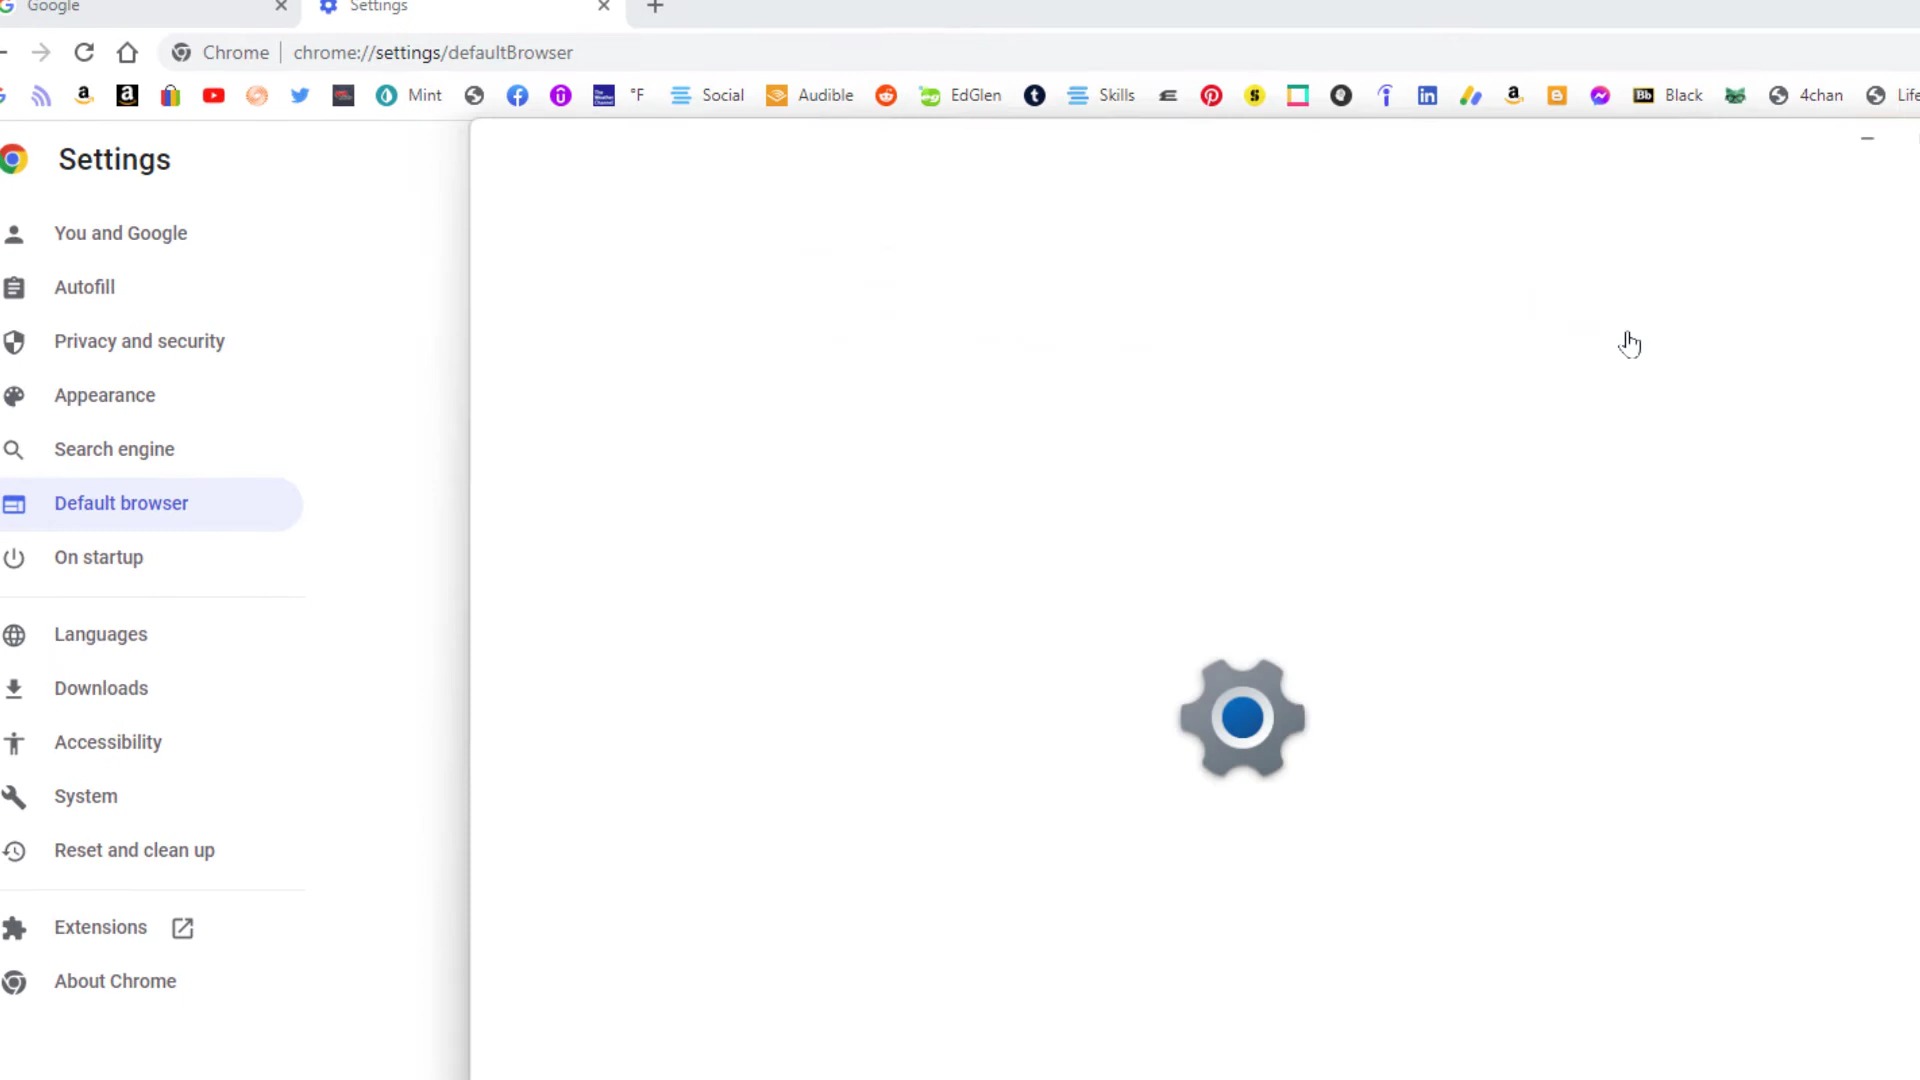 Google
Settings
Chrome | chrome://settings/defaultBrowser
Mint °F Social Audible EdGlen Skills Black 4chan Life
Settings
You and Google
Autofill
Privacy and security
Appearance
Search engine
Default browser
On startup
Languages
Downloads
Accessibility
System
Reset and clean up
Extensions
About Chrome